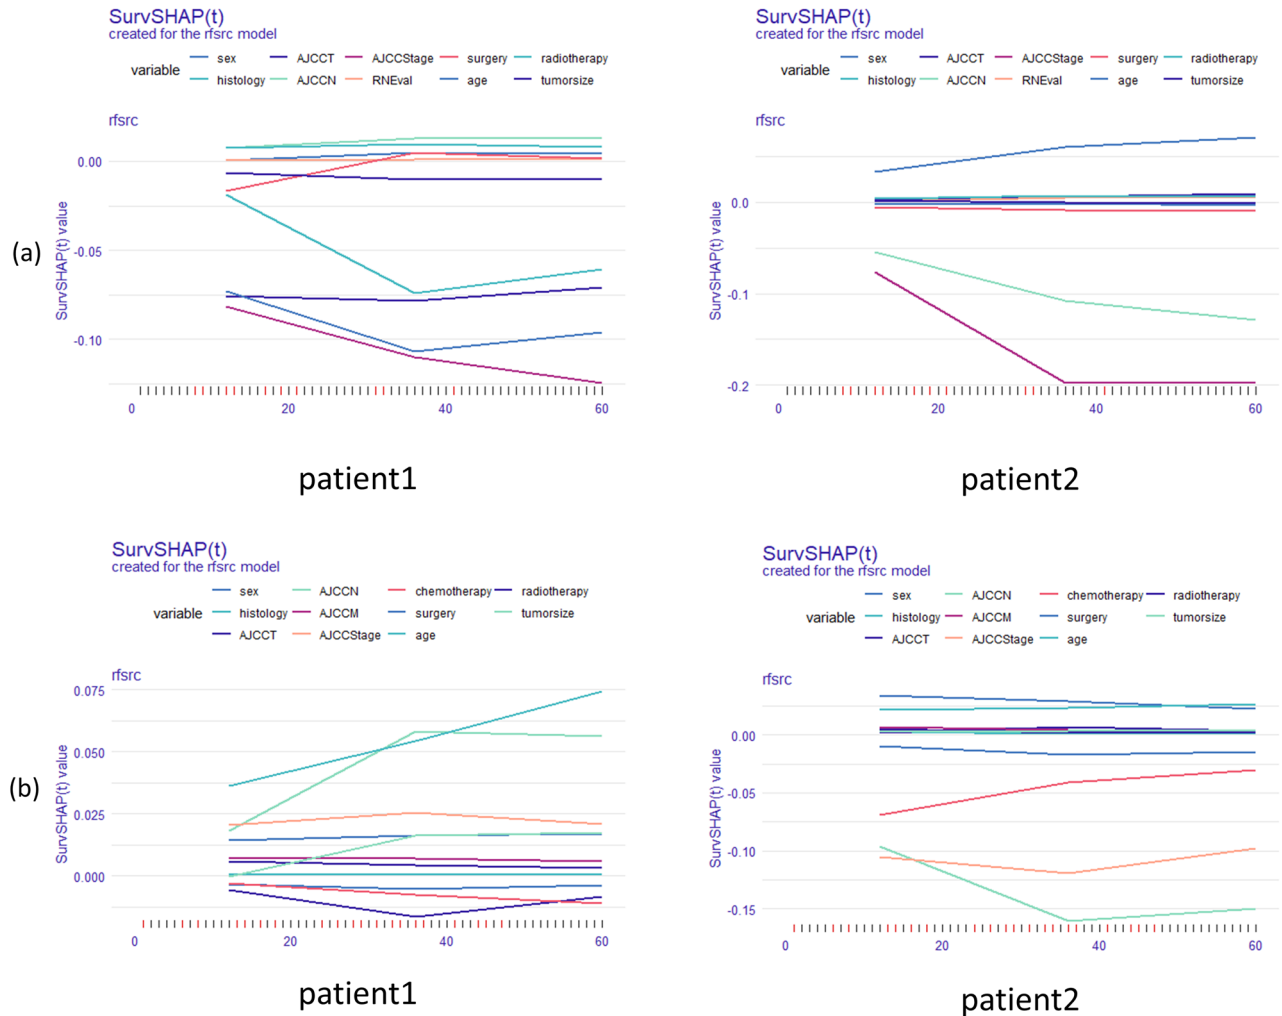 SurvSHAP(t)
created for the rfsrc model
variable
sex AJCCT AJCCStage surgery radiotherapy
histology AJCCN RNEval age tumorsize
rfsrc
SurvSHAP(t) value
0.00
-0.05
-0.10
0 20 40 60
(a)
patient1
SurvSHAP(t)
created for the rfsrc model
variable
sex AJCCT AJCCStage surgery radiotherapy
histology AJCCN RNEval age tumorsize
rfsrc
SurvSHAP(t) value
0.0
-0.1
-0.2
0 20 40 60
patient2
SurvSHAP(t)
created for the rfsrc model
variable
sex AJCCN chemotherapy radiotherapy
histology AJCCM surgery tumorsize
AJCCT AJCCStage age
rfsrc
SurvSHAP(t) value
0.075
0.050
0.025
0.000
0 20 40 60
(b)
patient1
SurvSHAP(t)
created for the rfsrc model
variable
sex AJCCN chemotherapy radiotherapy
histology AJCCM surgery tumorsize
AJCCT AJCCStage age
rfsrc
SurvSHAP(t) value
0.00
-0.05
-0.10
-0.15
0 20 40 60
patient2